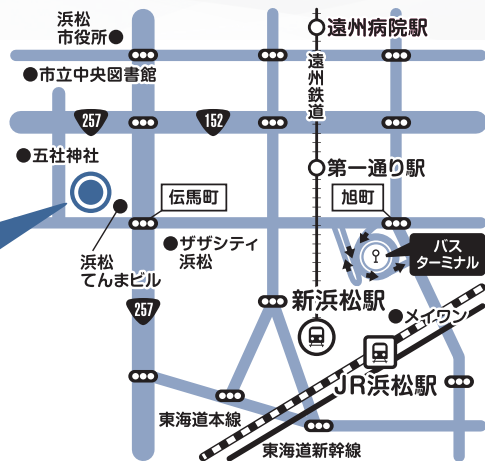 浜松
市役所
遠州病院駅
市立中央図書館
遠州鉄道
257
152
五社神社
第一通り駅
伝馬町
旭町
ザザシティ
浜松
バス
ターミナル
浜松
てんまビル
257
新浜松駅
メイワン
JR浜松駅
東海道本線
東海道新幹線